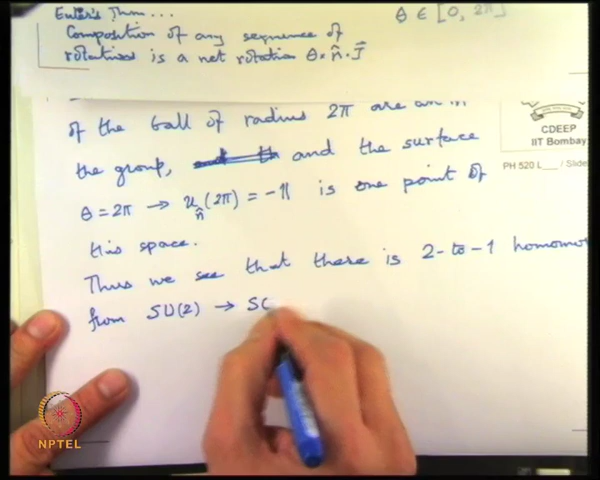 Euler's Thm...
θ ∈ [0, 2π]
Composition of any sequence of
rotations is a net rotation θ × n̂ · J⃗
of the ball of radius 2π are all in
the group, and the surface
θ = 2π → U_n̂(2π) = -1 is one point of
this space.
Thus we see that there is 2-to-1 homomo
from SU(2) → SO
CDEEP
IIT Bombay
PH 520 L___ / Slide
NPTEL